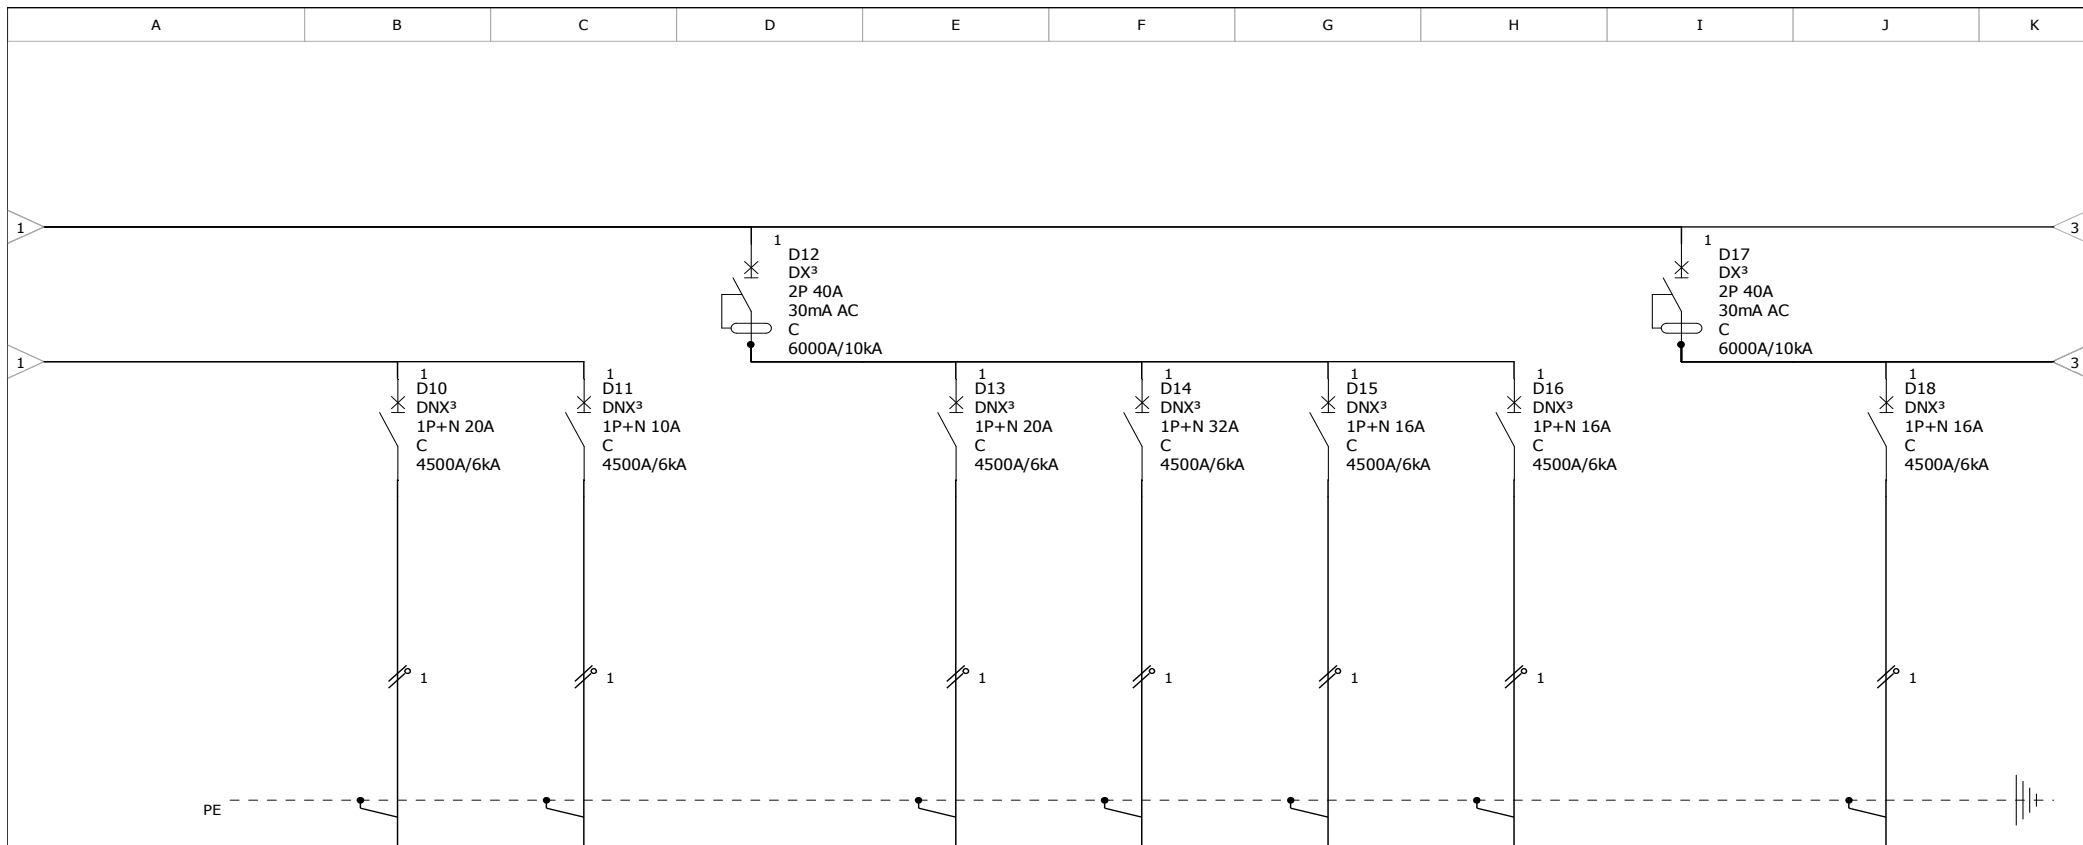 A B C D E F G H I J K
1
3
1
D12
DX³
2P 40A
30mA AC
C
6000A/10kA
1
D17
DX³
2P 40A
30mA AC
C
6000A/10kA
1
3
1
D10
DNX³
1P+N 20A
C
4500A/6kA
1
D11
DNX³
1P+N 10A
C
4500A/6kA
1
D13
DNX³
1P+N 20A
C
4500A/6kA
1
D14
DNX³
1P+N 32A
C
4500A/6kA
1
D15
DNX³
1P+N 16A
C
4500A/6kA
1
D16
DNX³
1P+N 16A
C
4500A/6kA
1
D18
DNX³
1P+N 16A
C
4500A/6kA
1 1 1 1 1 1 1
PE